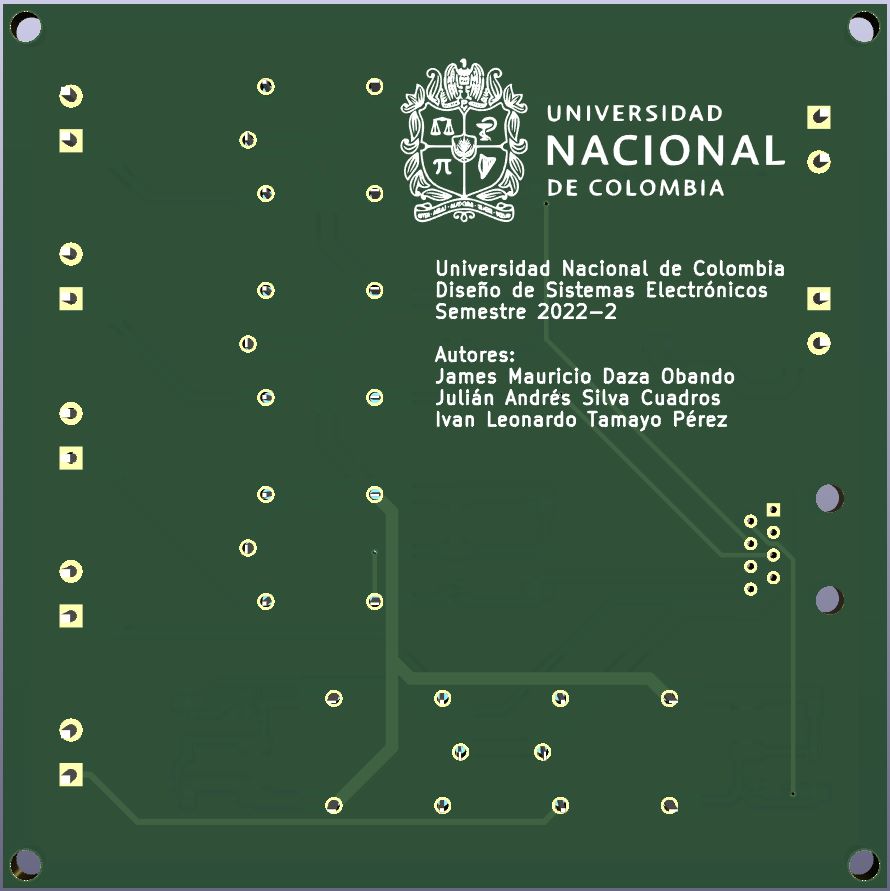 UNIVERSIDAD
NACIONAL
DE COLOMBIA
Universidad Nacional de Colombia
Diseño de Sistemas Electrónicos
Semestre 2022-2
Autores:
James Mauricio Daza Obando
Julián Andrés Silva Cuadros
Ivan Leonardo Tamayo Pérez